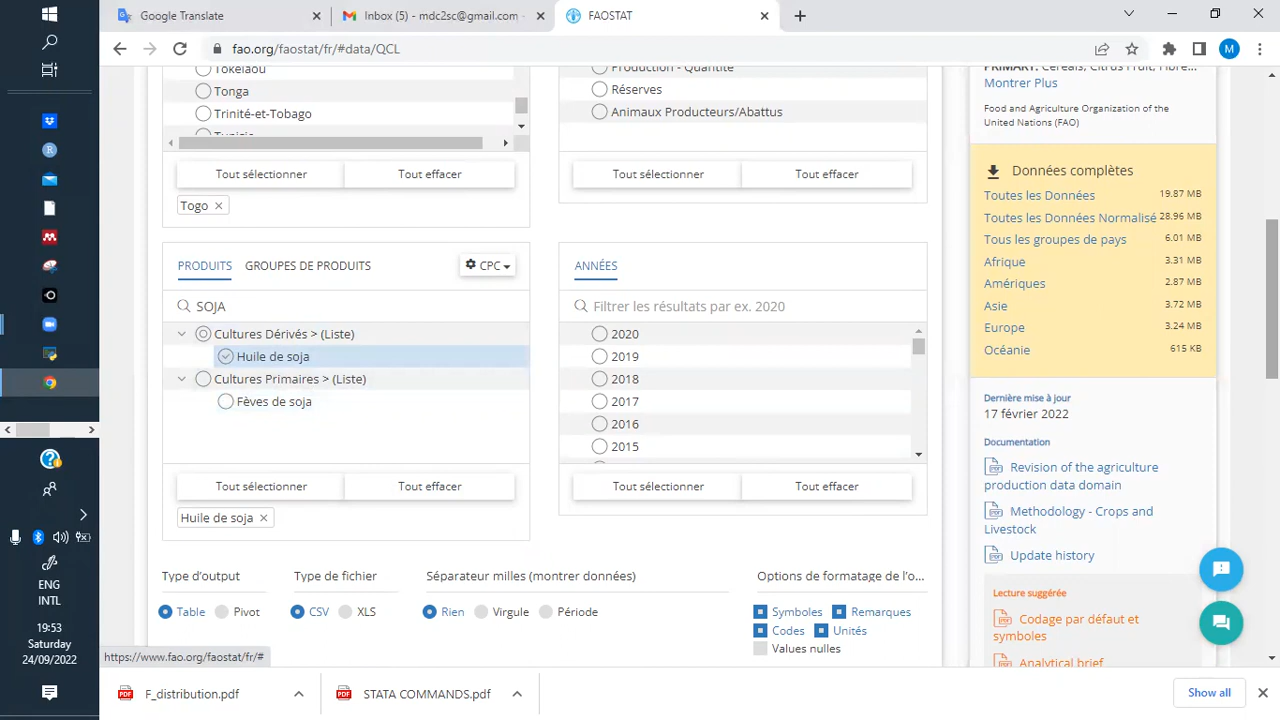 Google Translate
Inbox (5) - mdc2sc@gmail.com
FAOSTAT
fao.org/faostat/fr/#data/QCL
M
Tokelaou
Tonga
Trinité-et-Tobago
Tunisie
Tout sélectionner
Tout effacer
Togo
Production - Quantité
Réserves
Animaux Producteurs/Abattus
Tout sélectionner
Tout effacer
PRODUITS
GROUPES DE PRODUITS
CPC
SOJA
Cultures Dérivés > (Liste)
Huile de soja
Cultures Primaires > (Liste)
Fêves de soja
Tout sélectionner
Tout effacer
Huile de soja
ANNÉES
Filtrer les résultats par ex. 2020
2020
2019
2018
2017
2016
2015
Tout sélectionner
Tout effacer
Type d'output
Table
Pivot
Type de fichier
CSV
XLS
Séparateur milles (montrer données)
Rien
Virgule
Période
Options de formatage de l'o...
Symboles
Remarques
Codes
Unités
Values nulles
PRIMART: Cereals, Citrus Fruit, Fibre...
Montrer Plus
Food and Agriculture Organization of the
United Nations (FAO)
Données complètes
Toutes les Données 19.87 MB
Toutes les Données Normalisé 28.96 MB
Tous les groupes de pays 6.01 MB
Afrique 3.31 MB
Amériques 2.87 MB
Asie 3.72 MB
Europe 3.24 MB
Océanie 615 KB
Dernière mise à jour
17 février 2022
Documentation
Revision of the agriculture
production data domain
Methodology - Crops and
Livestock
Update history
Lecture suggérée
Codage par défaut et
symboles
Analytical brief
ENG
INTL
19:53
Saturday
24/09/2022
https://www.fao.org/faostat/fr/#
F_distribution.pdf
STATA COMMANDS.pdf
Show all